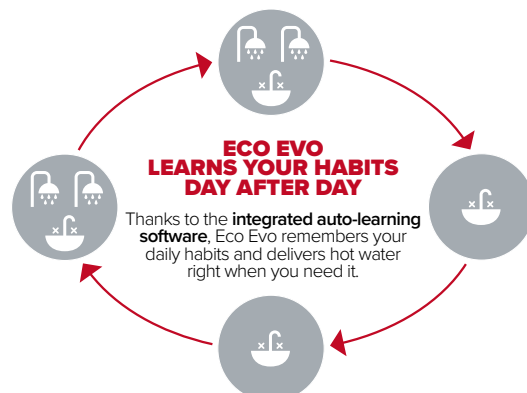 ECO EVO
LEARNS YOUR HABITS
DAY AFTER DAY
Thanks to the integrated auto-learning
software, Eco Evo remembers your
daily habits and delivers hot water
right when you need it.